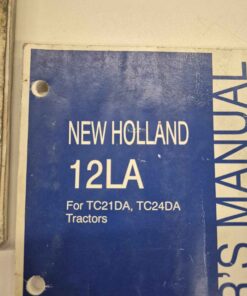 NEW HOLLAND
12LA
For TC21DA, TC24DA
Tractors
R'S MANUAL